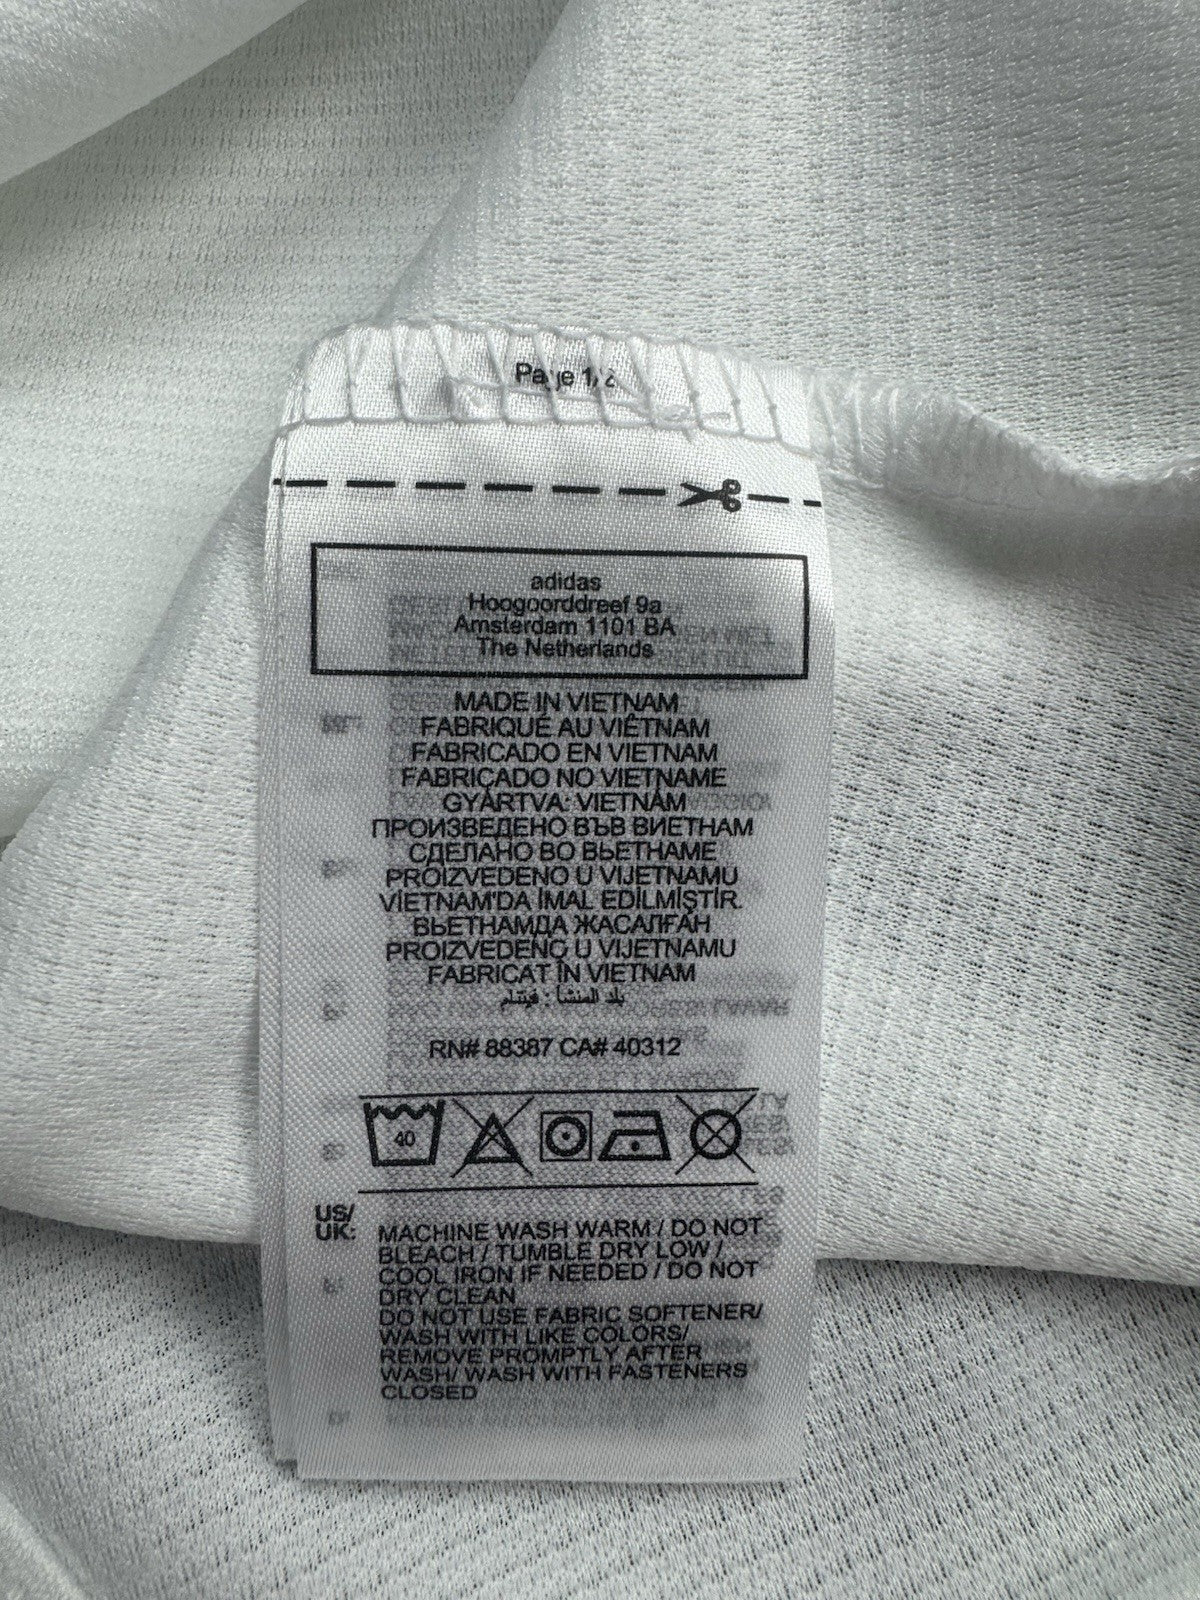 Page 1/2
adidas
Hoogoorddreef 9a
Amsterdam 1101 BA
The Netherlands
MADE IN VIETNAM
FABRIQUÉ AU VIÊTNAM
FABRICADO EN VIETNAM
FABRICADO NO VIETNAME
GYÁRTVA: VIETNÁM
ПРОИЗВЕДЕНО ВЪВ ВИЕТНАМ
СДЕЛАНО ВО ВЬЕТНАМЕ
PROIZVEDENO U VIJETNAMU
VİETNAM'DA İMAL EDİLMİŞTİR.
ВЬЕТНАМДА ЖАСАЛҒАН
PROIZVEDENO U VIJETNAMU
FABRICAT ÎN VIETNAM
بلد المنشأ : فيتنام
RN# 88387 CA# 40312
40
US/
UK:
MACHINE WASH WARM / DO NOT
BLEACH / TUMBLE DRY LOW /
COOL IRON IF NEEDED / DO NOT
DRY CLEAN
DO NOT USE FABRIC SOFTENER/
WASH WITH LIKE COLORS/
REMOVE PROMPTLY AFTER
WASH/ WASH WITH FASTENERS
CLOSED